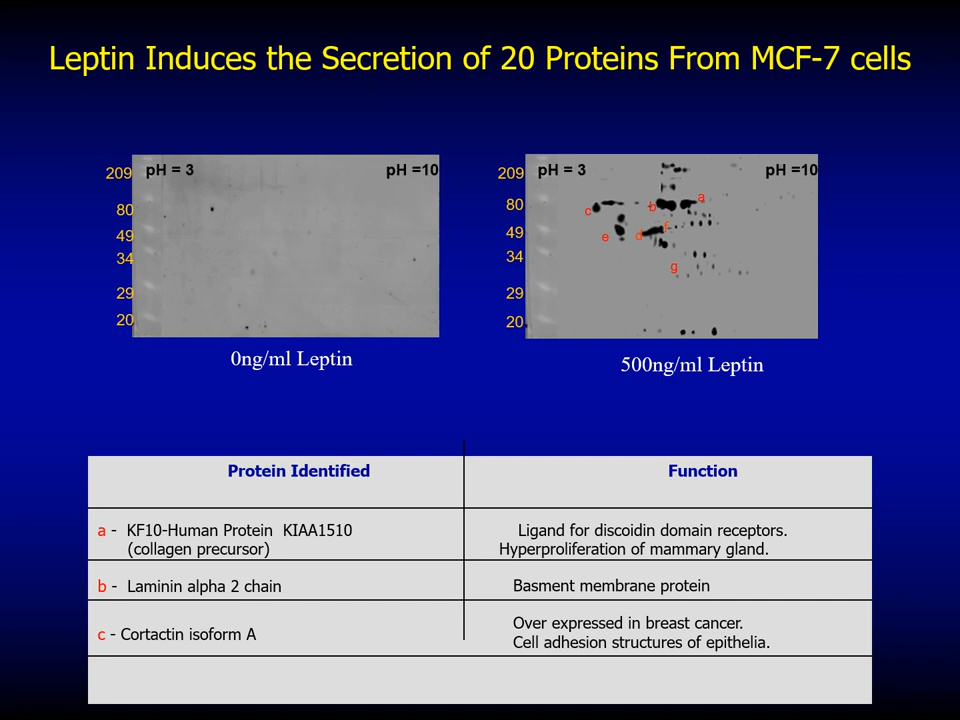 Leptin Induces the Secretion of 20 Proteins From MCF-7 cells
pH = 3 pH =10
209
80
49
34
29
20
0ng/ml Leptin
pH = 3 pH =10
209
80
49
34
29
20
a
b
c
d
e
f
g
500ng/ml Leptin
Protein Identified Function
a - KF10-Human Protein KIAA1510
(collagen precursor)
Ligand for discoidin domain receptors.
Hyperproliferation of mammary gland.
b - Laminin alpha 2 chain
Basment membrane protein
c - Cortactin isoform A
Over expressed in breast cancer.
Cell adhesion structures of epithelia.